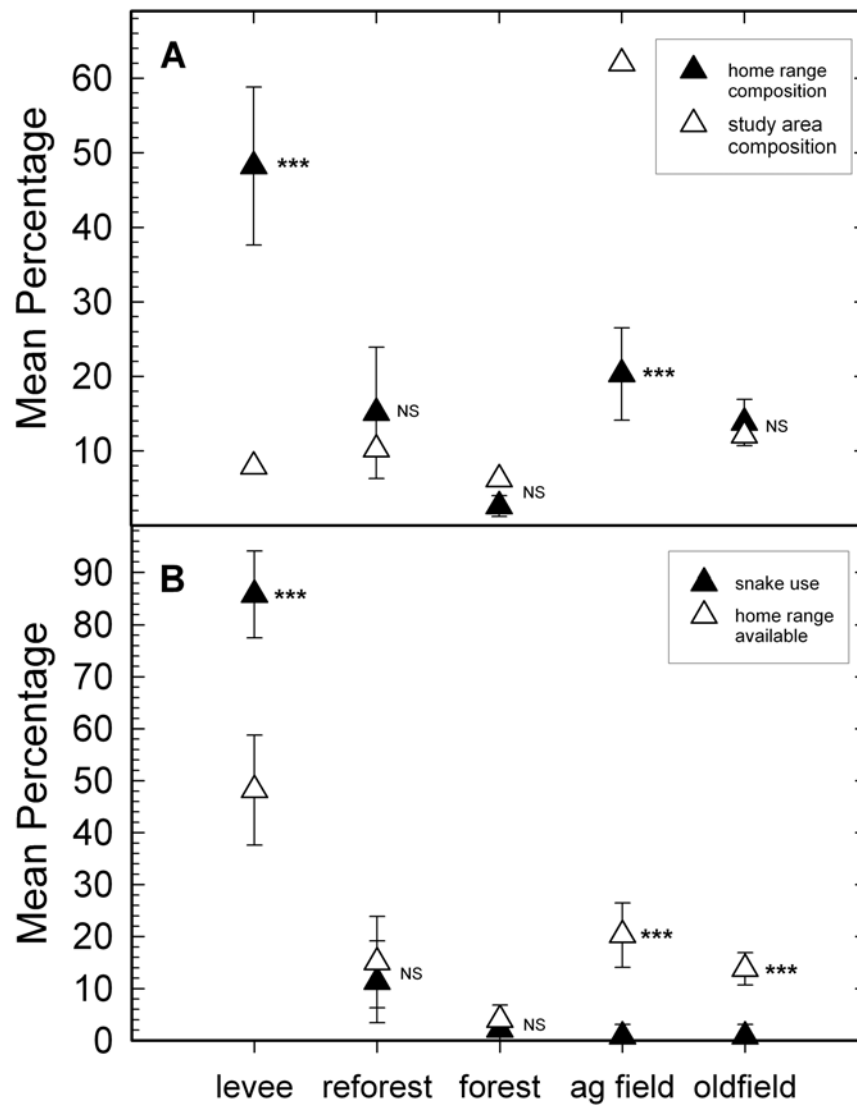 A
home range
composition
study area
composition
Mean Percentage
60
50
40
30
20
10
***
NS
NS
***
NS
B
snake use
home range
available
Mean Percentage
90
80
70
60
50
40
30
20
10
0
***
NS
NS
***
***
levee reforest forest ag field oldfield